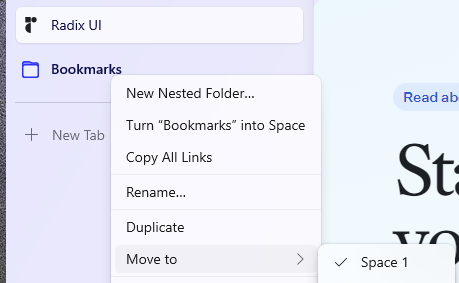 Radix UI
Bookmarks
New Nested Folder...
Turn “Bookmarks” into Space
Copy All Links
New Tab
Rename...
Duplicate
Move to
Space 1
Read abo
Sta
yo